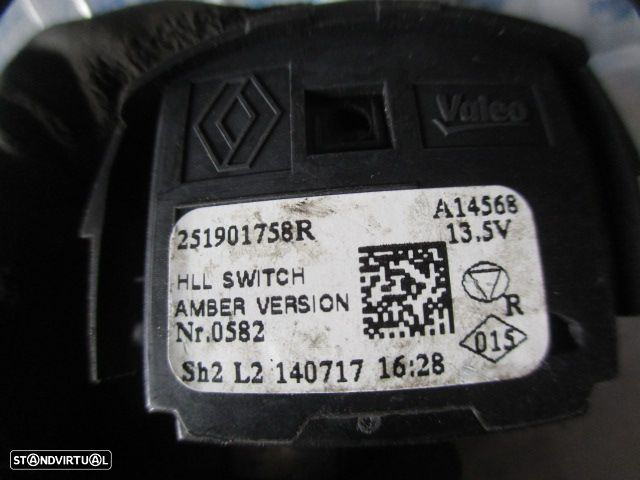 Valeo
251901758R
A14568
13.5V
HLL SWITCH
AMBER VERSION
Nr.0582
R
015
Sh2 L2 140717 16:28
STANDVIRTUAL